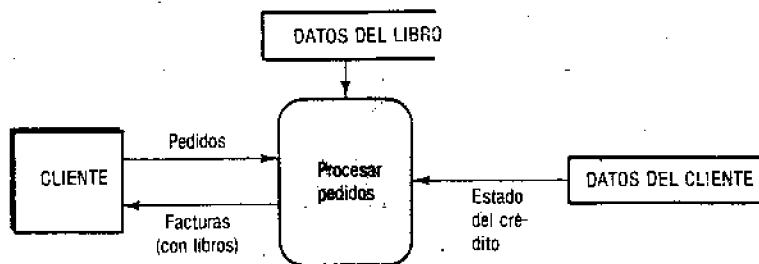 DATOS DEL LIBRO
Pedidos
CLIENTE
Procesar
pedidos
DATOS DEL CLIENTE
Facturas
(con libros)
Estado
del cré-
dito